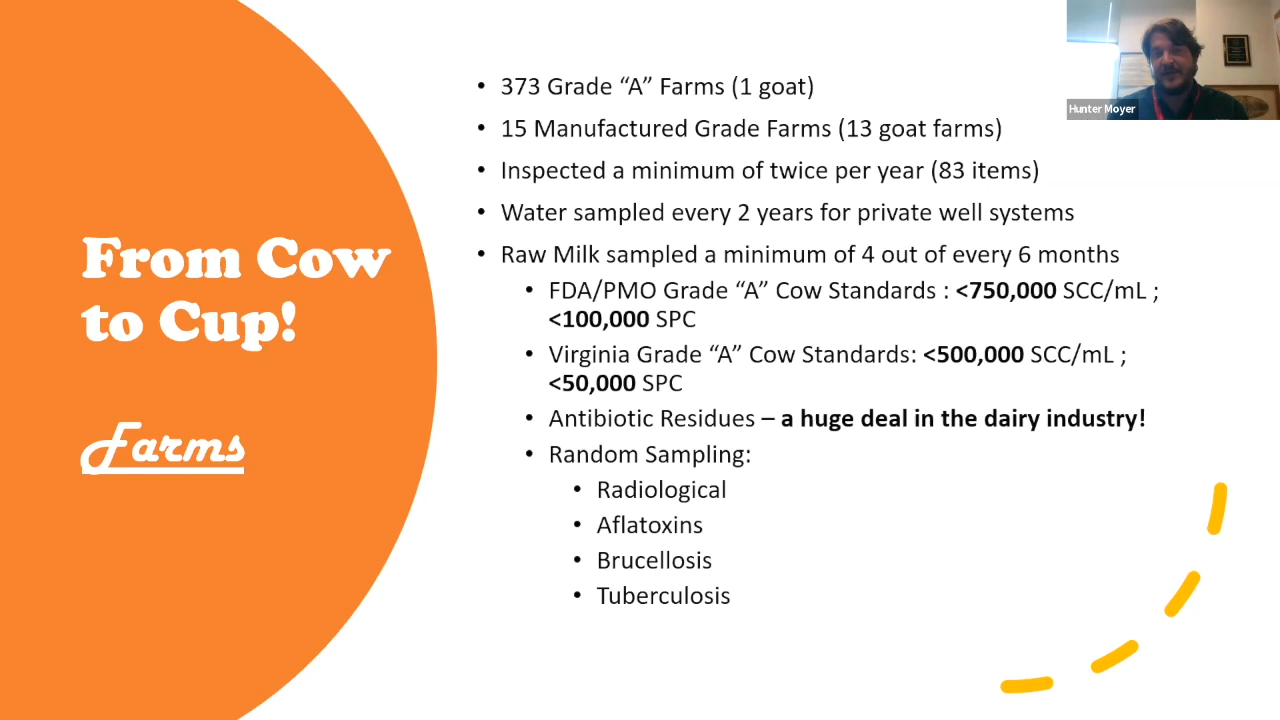 From Cow
to Cup!
Farms
• 373 Grade “A” Farms (1 goat)
• 15 Manufactured Grade Farms (13 goat farms)
• Inspected a minimum of twice per year (83 items)
• Water sampled every 2 years for private well systems
• Raw Milk sampled a minimum of 4 out of every 6 months
• FDA/PMO Grade “A” Cow Standards : <750,000 SCC/mL ;
<100,000 SPC
• Virginia Grade “A” Cow Standards: <500,000 SCC/mL ;
<50,000 SPC
• Antibiotic Residues – a huge deal in the dairy industry!
• Random Sampling:
• Radiological
• Aflatoxins
• Brucellosis
• Tuberculosis
Hunter Moyer